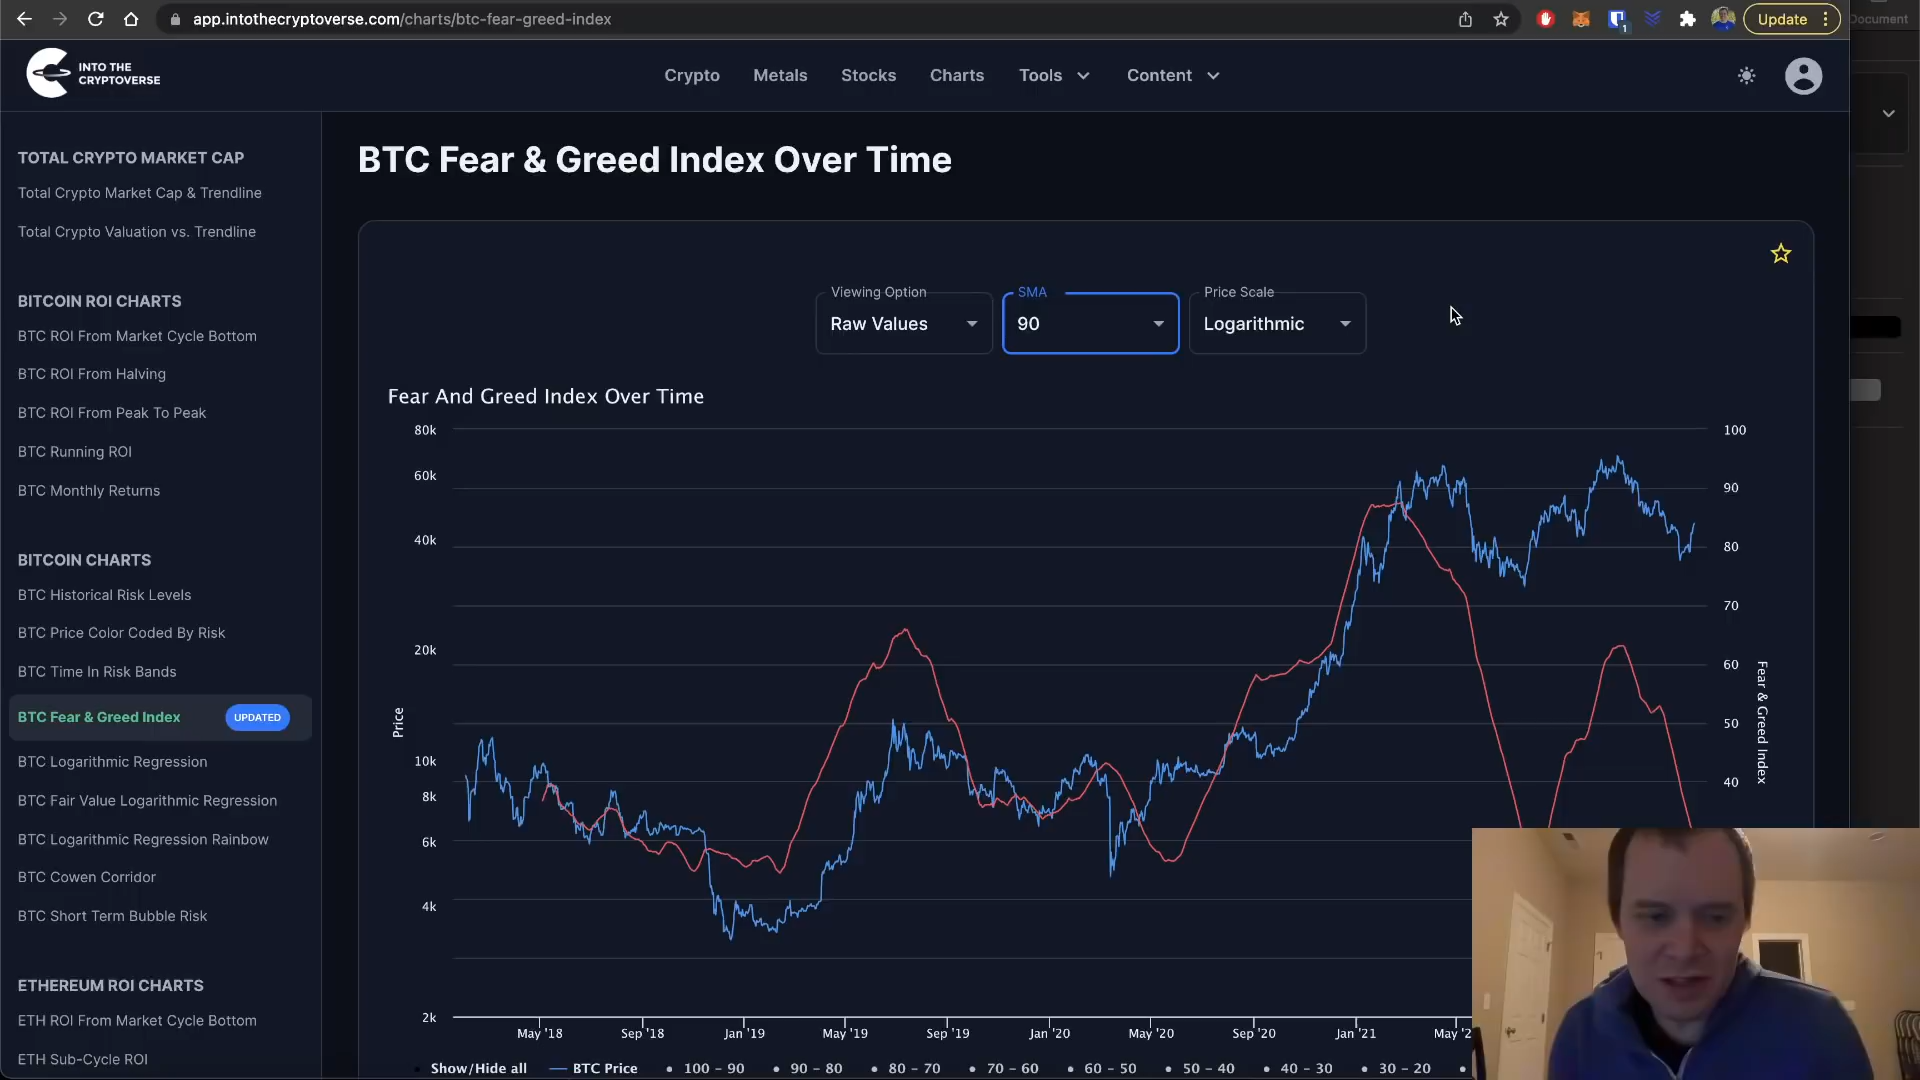 app.intothecryptoverse.com/charts/btc-fear-greed-index
1
Update
Document
INTO THE
CRYPTOVERSE
Crypto
Metals
Stocks
Charts
Tools
Content
TOTAL CRYPTO MARKET CAP
Total Crypto Market Cap & Trendline
Total Crypto Valuation vs. Trendline
BITCOIN ROI CHARTS
BTC ROI From Market Cycle Bottom
BTC ROI From Halving
BTC ROI From Peak To Peak
BTC Running ROI
BTC Monthly Returns
BITCOIN CHARTS
BTC Historical Risk Levels
BTC Price Color Coded By Risk
BTC Time In Risk Bands
BTC Fear & Greed Index UPDATED
BTC Logarithmic Regression
BTC Fair Value Logarithmic Regression
BTC Logarithmic Regression Rainbow
BTC Cowen Corridor
BTC Short Term Bubble Risk
ETHEREUM ROI CHARTS
ETH ROI From Market Cycle Bottom
ETH Sub-Cycle ROI
BTC Fear & Greed Index Over Time
Viewing Option
Raw Values
SMA
90
Price Scale
Logarithmic
Fear And Greed Index Over Time
80k
60k
40k
20k
10k
8k
6k
4k
2k
Price
100
90
80
70
60
50
40
Fear & Greed Index
May '18
Sep '18
Jan '19
May '19
Sep '19
Jan '20
May '20
Sep '20
Jan '21
May '2
Show/Hide all
BTC Price
100 - 90
90 - 80
80 - 70
70 - 60
60 - 50
50 - 40
40 - 30
30 - 20